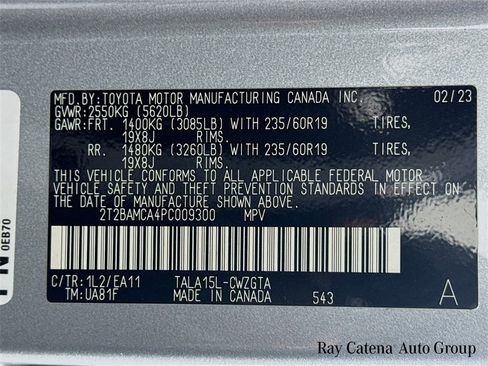 MFD.BY:TOYOTA MOTOR MANUFACTURING CANADA INC. 02/23
GVWR:2550KG (5620LB)
GAWR:FRT. 1400KG (3085LB) WITH 235/60R19 TIRES,
19X8J RIMS.
RR. 1480KG (3260LB) WITH 235/60R19 TIRES,
19X8J RIMS.
THIS VEHICLE CONFORMS TO ALL APPLICABLE FEDERAL MOTOR
VEHICLE SAFETY AND THEFT PREVENTION STANDARDS IN EFFECT ON
THE DATE OF MANUFACTURE SHOWN ABOVE.
2T2BAMCA4PC009300 MPV
C/TR:1L2/EA11 TALA15L-CWZGTA
TM:UA81F MADE IN CANADA 543 A
0EB70
Ray Catena Auto Group